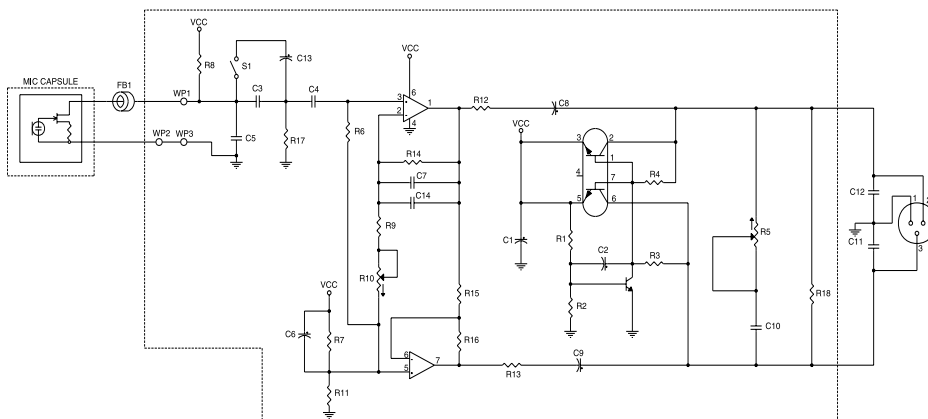 VCC
R8
S1
C13
MIC CAPSULE
FB1
WP1
C3
C4
WP2
WP3
C5
R17
R6
VCC
6
3
1
2
4
R12
C8
R14
C7
C14
R9
R10
VCC
C6
R7
R11
R15
R16
6
5
7
R13
C9
VCC
3
2
1
4
7
5
6
R4
C1
R1
C2
R3
R2
R5
C10
R18
C12
C11
1
2
3